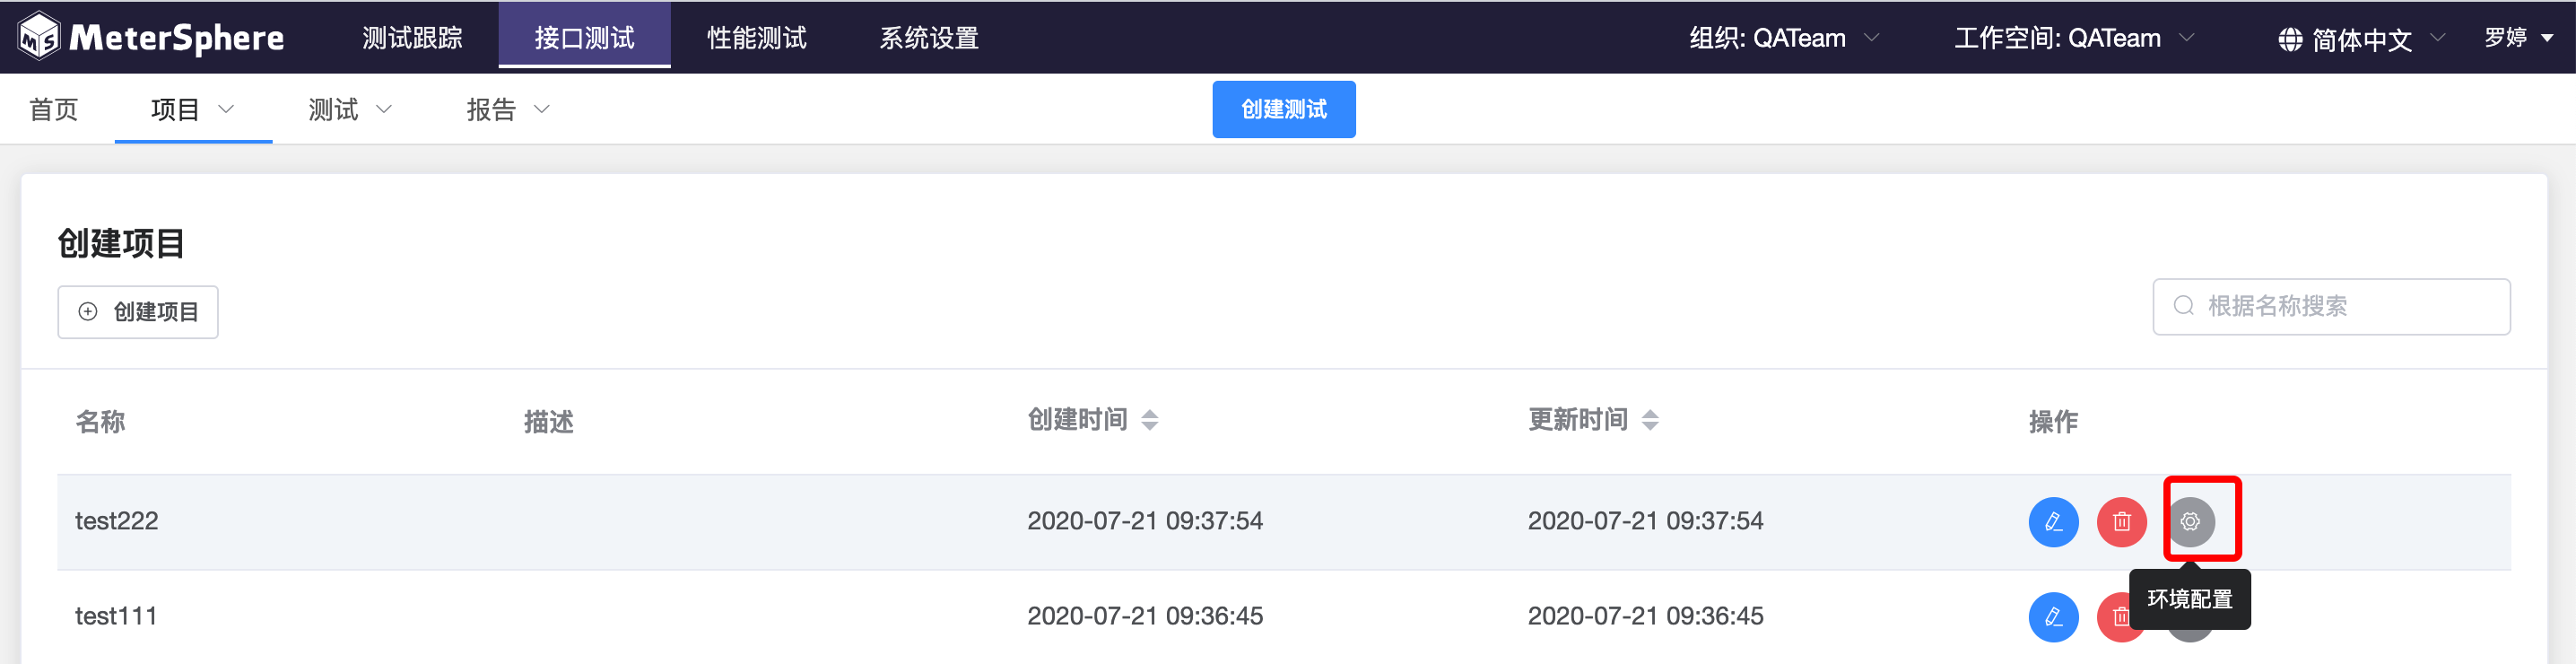 MS MeterSphere 测试跟踪 接口测试 性能测试 系统设置 组织: QATeam 工作空间: QATeam 简体中文 罗婷
首页 项目 测试 报告 创建测试
创建项目
创建项目 根据名称搜索
名称 描述 创建时间 更新时间 操作
test222 2020-07-21 09:37:54 2020-07-21 09:37:54
环境配置
test111 2020-07-21 09:36:45 2020-07-21 09:36:45